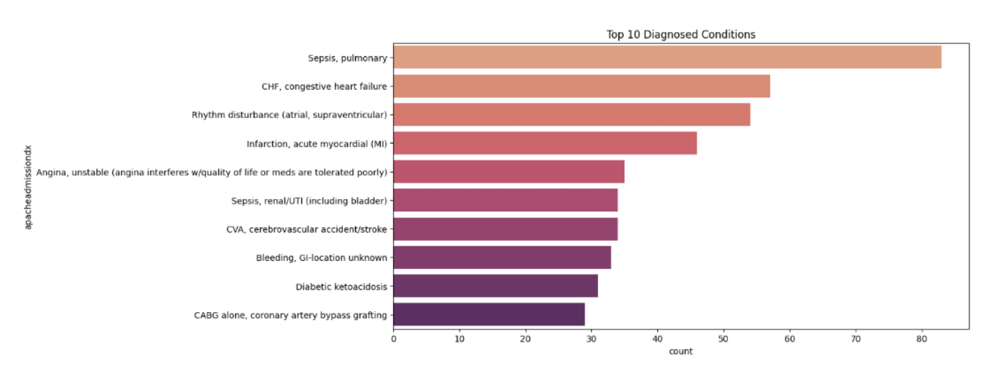 Top 10 Diagnosed Conditions
apacheadmissiondx
Sepsis, pulmonary
CHF, congestive heart failure
Rhythm disturbance (atrial, supraventricular)
Infarction, acute myocardial (MI)
Angina, unstable (angina interferes w/quality of life or meds are tolerated poorly)
Sepsis, renal/UTI (including bladder)
CVA, cerebrovascular accident/stroke
Bleeding, GI-location unknown
Diabetic ketoacidosis
CABG alone, coronary artery bypass grafting
0 10 20 30 40 50 60 70 80
count